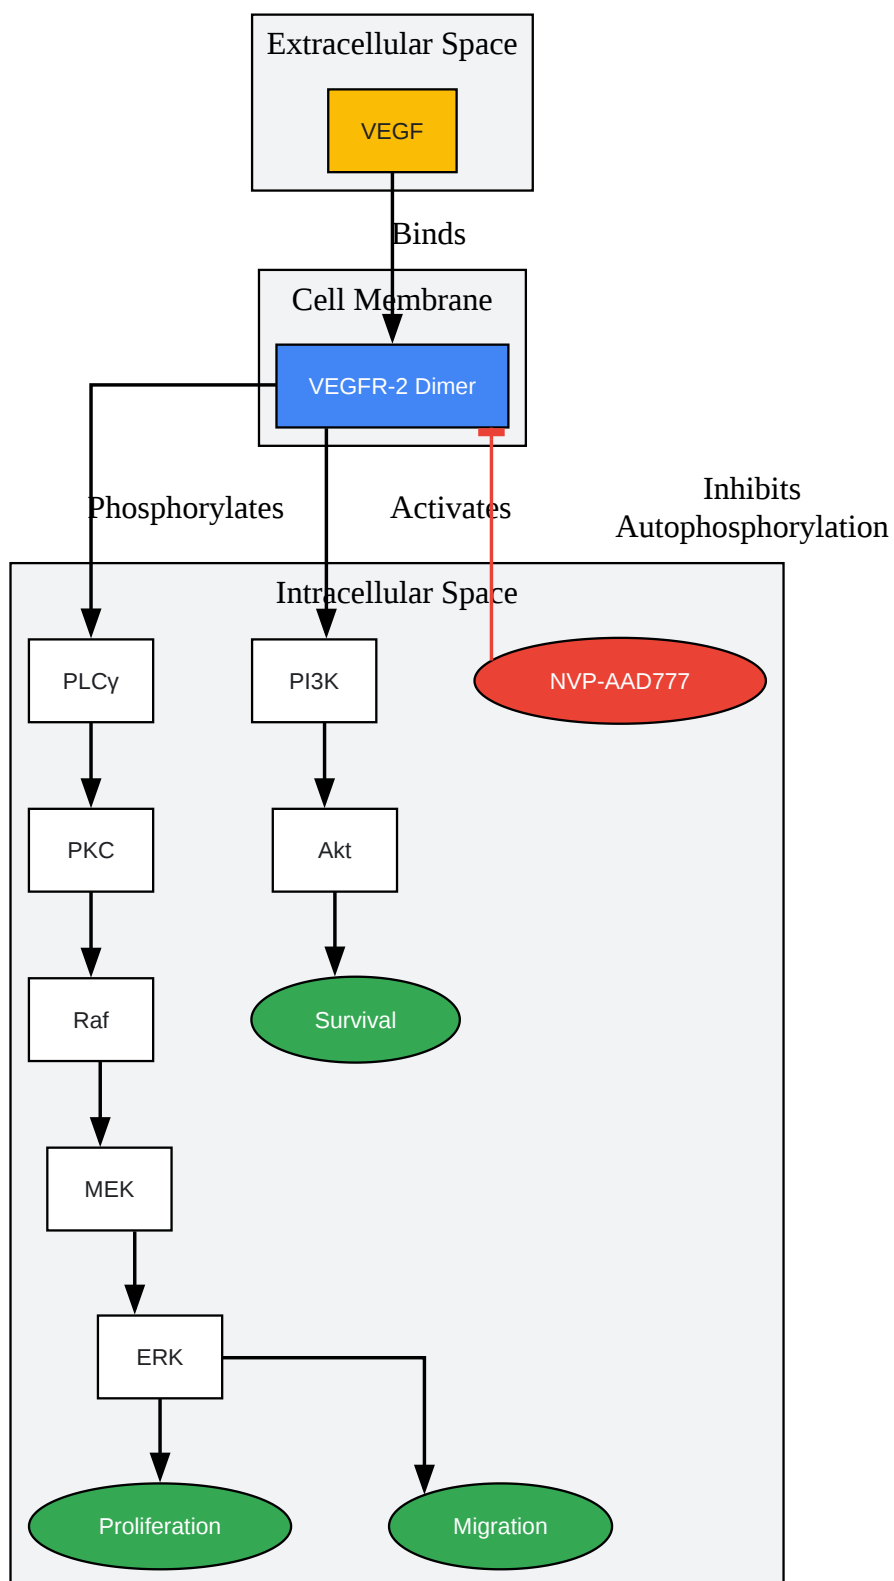 Extracellular Space
VEGF
Binds
Cell Membrane
VEGFR-2 Dimer
Phosphorylates
Activates
Inhibits
Autophosphorylation
Intracellular Space
PLCγ
PI3K
NVP-AAD777
PKC
Akt
Raf
Survival
MEK
ERK
Proliferation
Migration